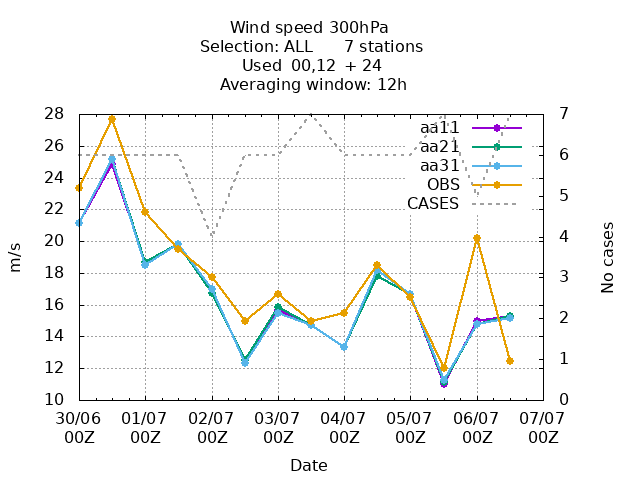 Wind speed 300hPa
Selection: ALL 7 stations
Used 00,12 + 24
Averaging window: 12h
28 7
26
24 6
22 5
20 4
18 3
16
14 2
12 1
10 0
aa11
aa21
aa31
OBS
CASES
m/s
No cases
30/06 01/07 02/07 03/07 04/07 05/07 06/07 07/07
00Z 00Z 00Z 00Z 00Z 00Z 00Z 00Z
Date